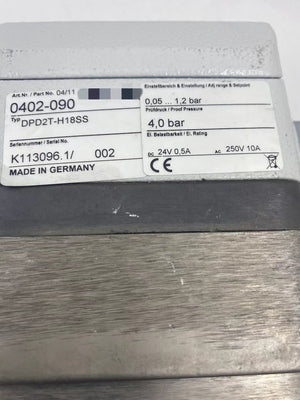 Art.Nr. / Part No. 04/11
0402-090
Typ DPD2T-H18SS
Seriennummer / Serial No.
K113096.1/ 002
MADE IN GERMANY
Einstellbereich & Einstellung / Adj range & Setpoint
0,05 ... 1,2 bar
Prüfdruck / Proof Pressure
4,0 bar
El. Belastbarkeit / El. Rating
DC 24V 0,5A AC 250V 10A
CE